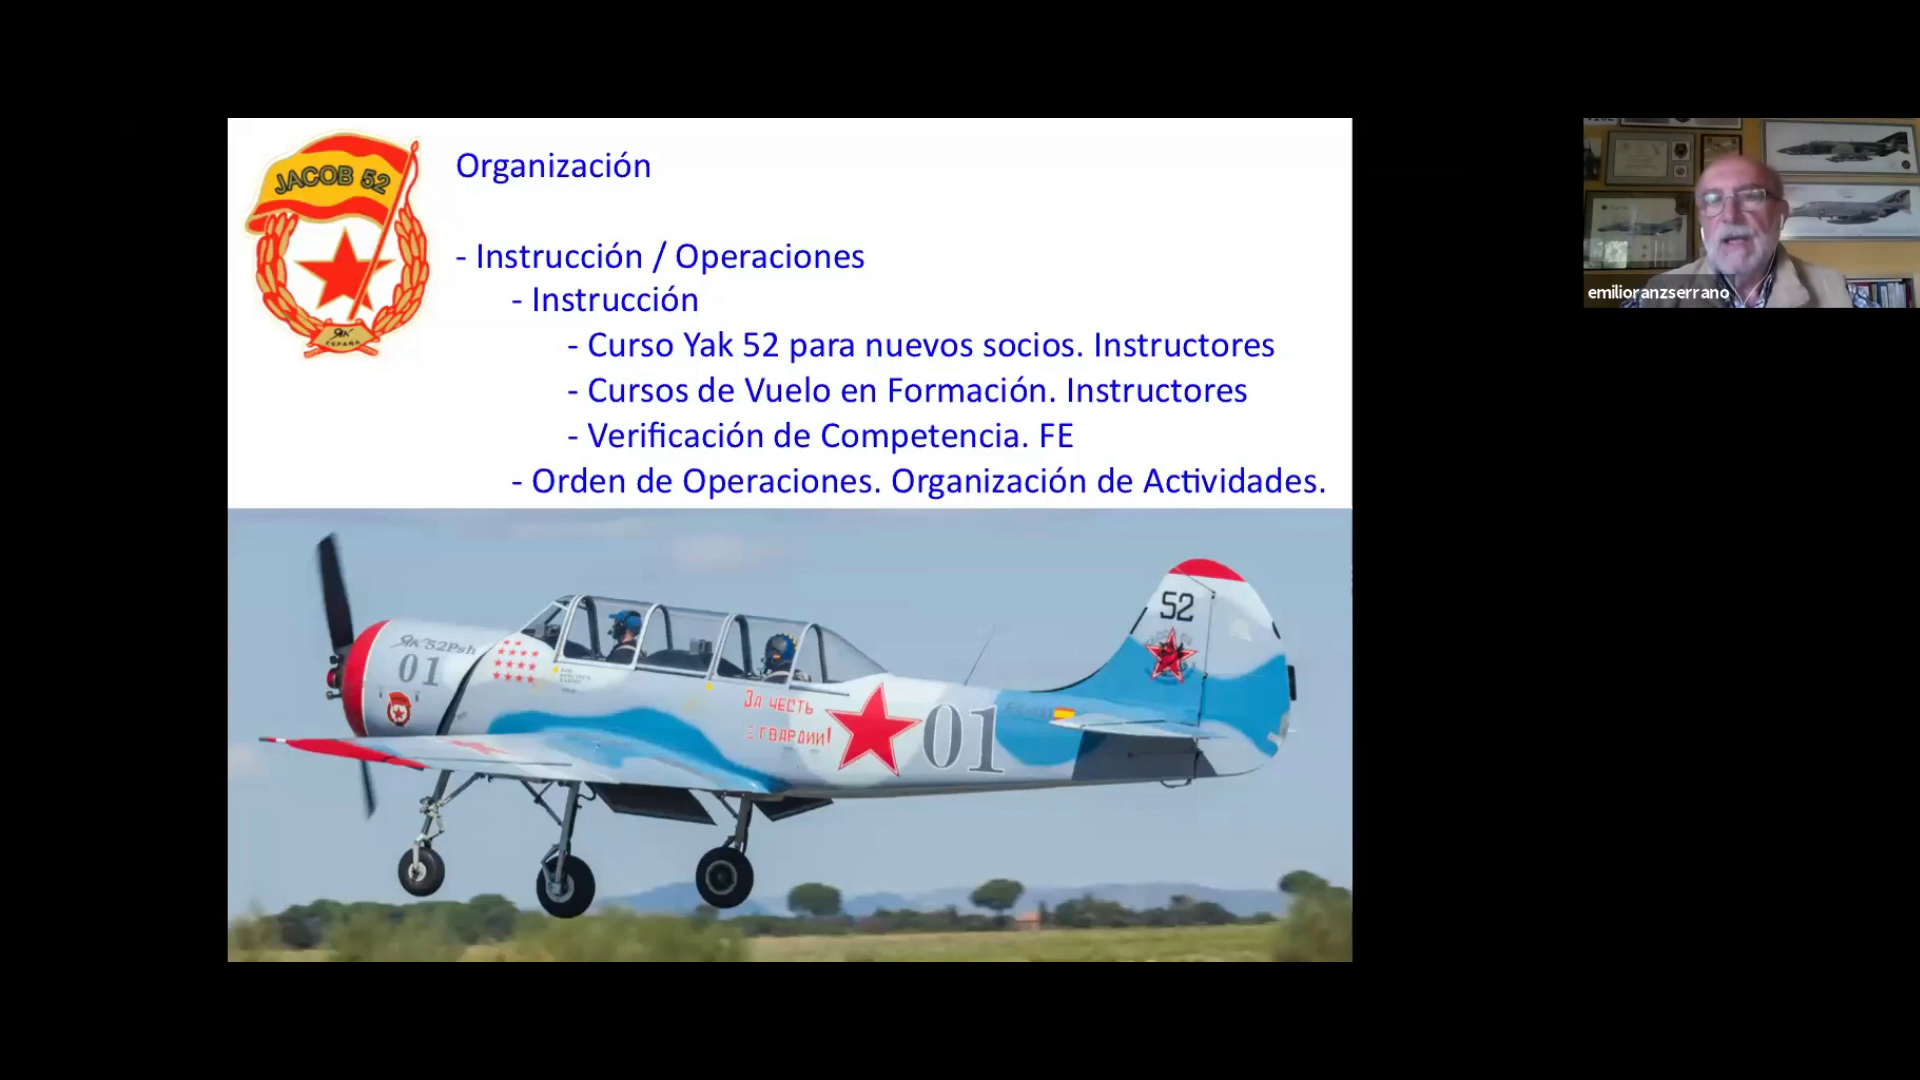 JACOB 52
ЯК
ESPAÑA
Organización
- Instrucción / Operaciones
- Instrucción
- Curso Yak 52 para nuevos socios. Instructores
- Cursos de Vuelo en Formación. Instructores
- Verificación de Competencia. FE
- Orden de Operaciones. Organización de Actividades.
52
ЯК 52Psh
01
За честь
гвардии!
01
emilioranzserrano